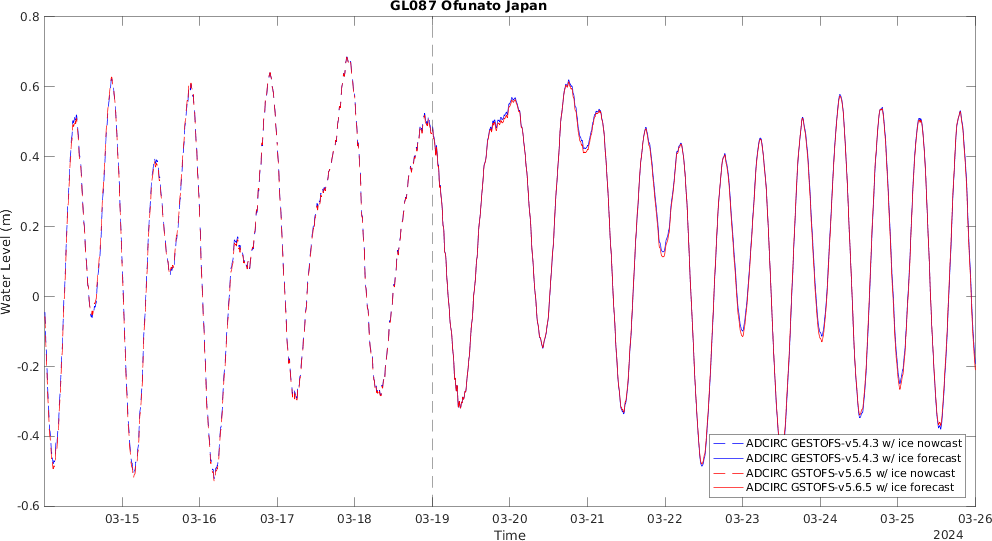 GL087 Ofunato Japan
0.8
0.6
0.4
0.2
0
-0.2
-0.4
-0.6
Water Level (m)
ADCIRC GESTOFS-v5.4.3 w/ ice nowcast
ADCIRC GESTOFS-v5.4.3 w/ ice forecast
ADCIRC GSTOFS-v5.6.5 w/ ice nowcast
ADCIRC GSTOFS-v5.6.5 w/ ice forecast
03-15 03-16 03-17 03-18 03-19 03-20 03-21 03-22 03-23 03-24 03-25 03-26
Time
2024